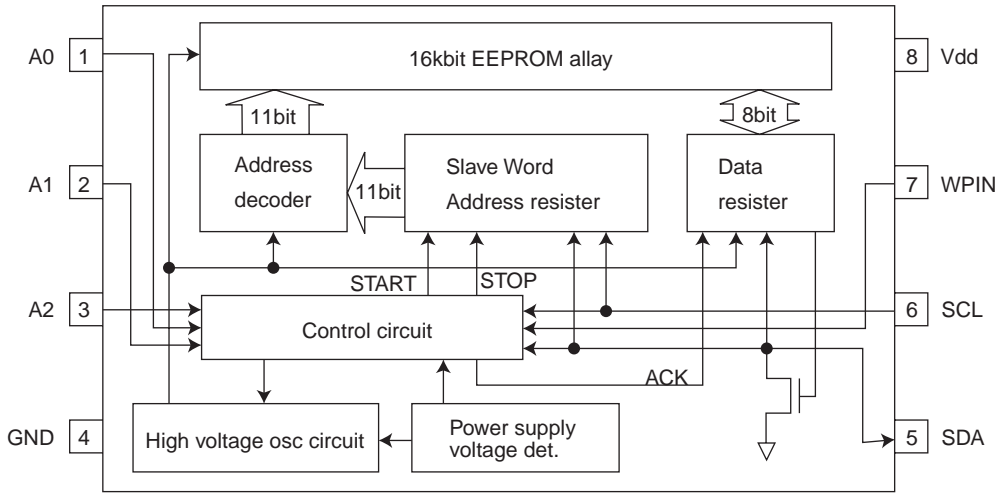 A0 1
16kbit EEPROM allay
8 Vdd
11bit
8bit
A1 2
Address
decoder
11bit
Slave Word
Address resister
Data
resister
7 WPIN
START
STOP
A2 3
Control circuit
6 SCL
ACK
GND 4
High voltage osc circuit
Power supply
voltage det.
5 SDA